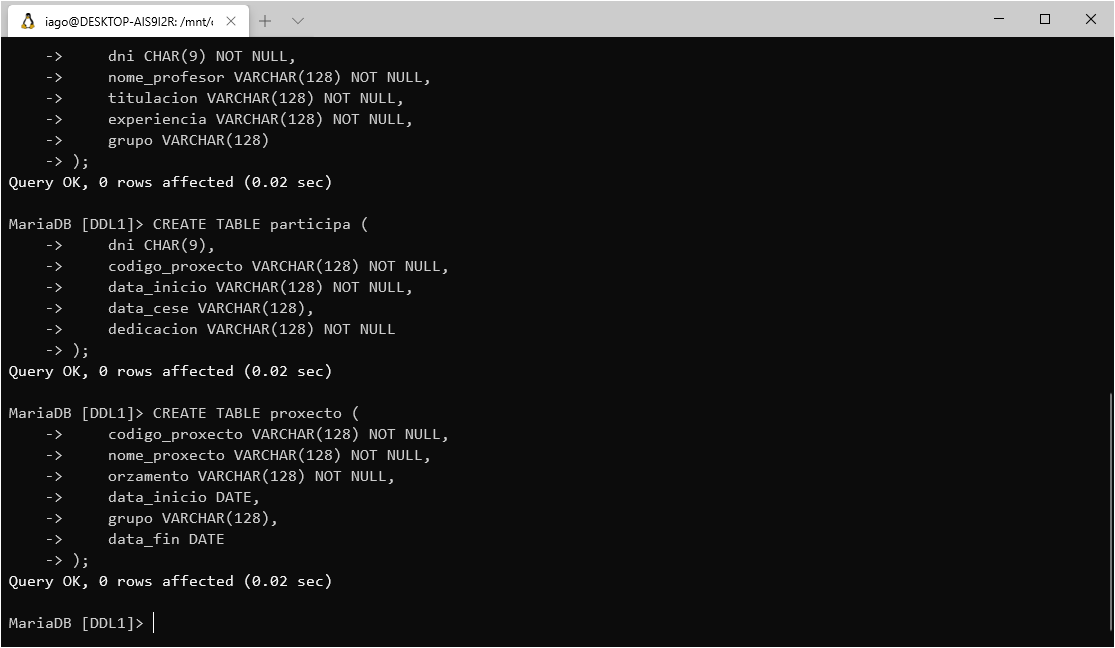 iago@DESKTOP-AIS9I2R: /mnt/
    ->     dni CHAR(9) NOT NULL,
    ->     nome_profesor VARCHAR(128) NOT NULL,
    ->     titulacion VARCHAR(128) NOT NULL,
    ->     experiencia VARCHAR(128) NOT NULL,
    ->     grupo VARCHAR(128)
    -> );
Query OK, 0 rows affected (0.02 sec)
MariaDB [DDL1]> CREATE TABLE participa (
    ->     dni CHAR(9),
    ->     codigo_proxecto VARCHAR(128) NOT NULL,
    ->     data_inicio VARCHAR(128) NOT NULL,
    ->     data_cese VARCHAR(128),
    ->     dedicacion VARCHAR(128) NOT NULL
    -> );
Query OK, 0 rows affected (0.02 sec)
MariaDB [DDL1]> CREATE TABLE proxecto (
    ->     codigo_proxecto VARCHAR(128) NOT NULL,
    ->     nome_proxecto VARCHAR(128) NOT NULL,
    ->     orzamento VARCHAR(128) NOT NULL,
    ->     data_inicio DATE,
    ->     grupo VARCHAR(128),
    ->     data_fin DATE
    -> );
Query OK, 0 rows affected (0.02 sec)
MariaDB [DDL1]>